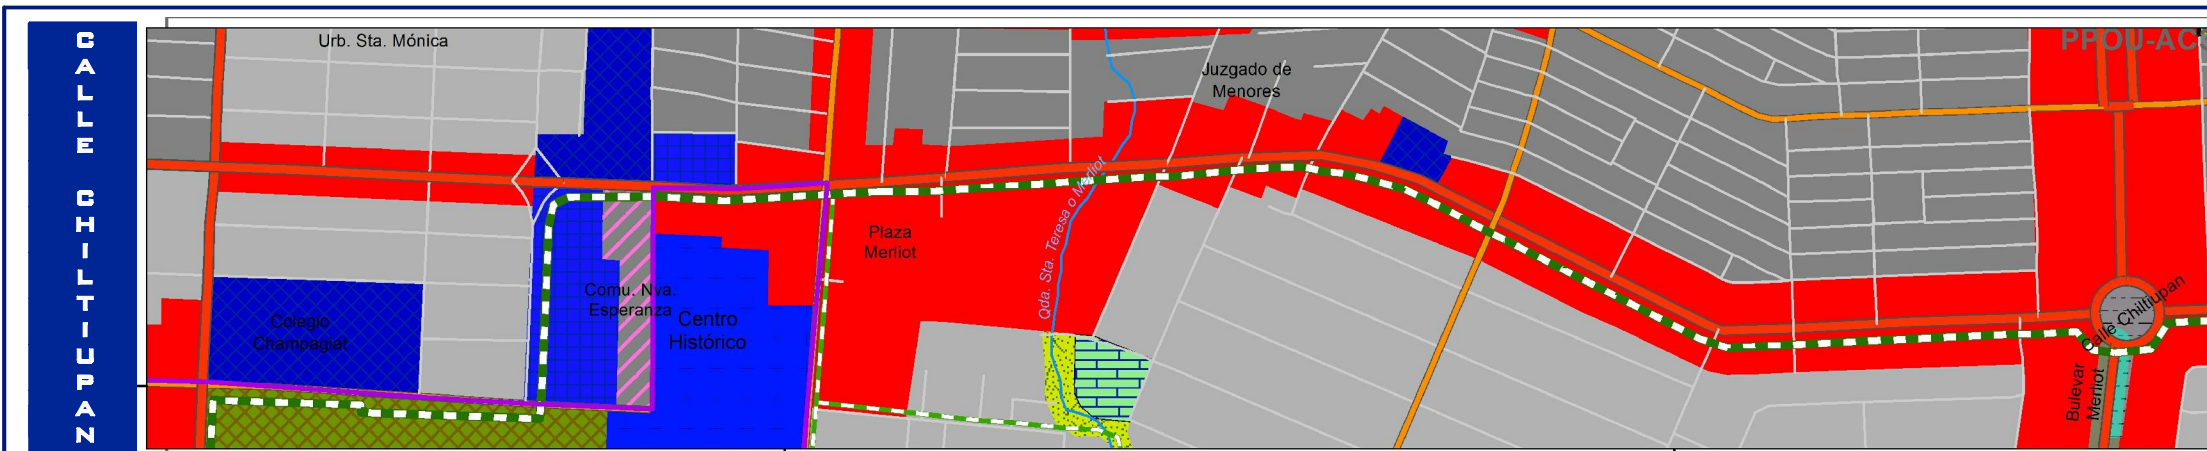 CALLE CHILTIUPAN
Urb. Sta. Mónica
Juzgado de
Menores
PPOU-AC
Plaza
Merliot
Qda. Sta. Teresa o Merliot
Comu. Nva.
Esperanza
Centro
Histórico
Colegio
Champagiat
Calle Chiltiupan
Bulevar
Merliot